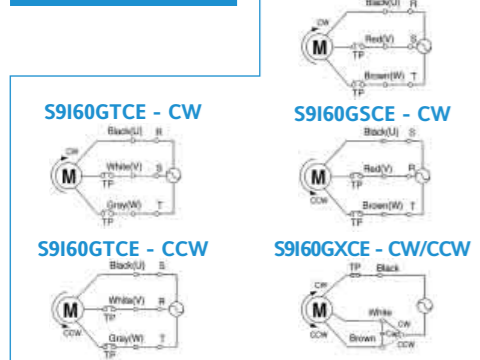 Black(U) R
CW
M
Red(V) S
TP
Brown(W) T
TP
S9I60GTCE - CW
Black(U) R
CW
M
White(V) S
TP
Gray(W) T
TP
S9I60GSCE - CW
Black(U) S
M
Red(V) R
TP
CCW
Brown(W) T
TP
S9I60GTCE - CCW
Black(U) S
M
White(V) R
TP
CCW
Gray(W) T
TP
S9I60GXCE - CW/CCW
TP Black
CW
M
White
CW
Cap
CCW
Brown
CCW